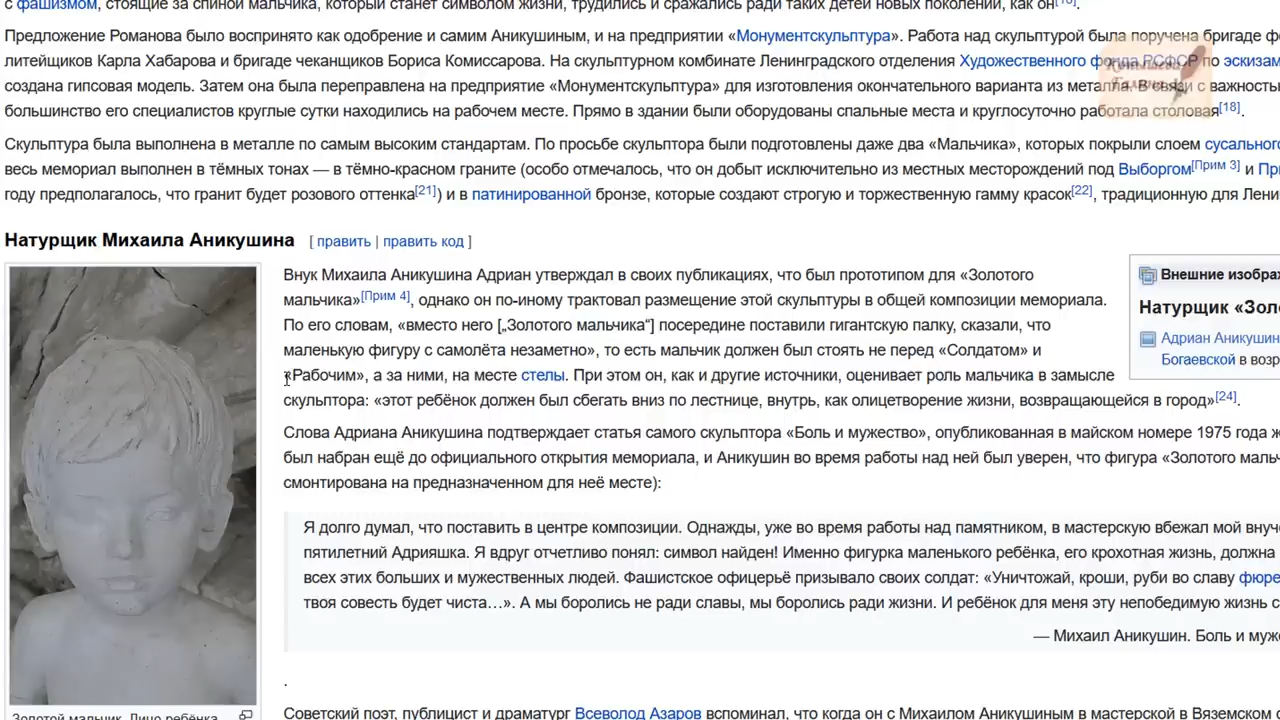 с фашизмом, стоящие за спиной мальчика, который станет символом жизни, трудились и сражались ради таких детей новых поколений, как он
Предложение Романова было воспринято как одобрение и самим Аникушиным, и на предприятии «Монументскульптура». Работа над скульптурой была поручена бригаде
литейщиков Карла Хабарова и бригаде чеканщиков Бориса Комиссарова. На скульптурном комбинате Ленинградского отделения Художественного фонда РСФСР по эскизам
создана гипсовая модель. Затем она была переправлена на предприятие «Монументскульптура» для изготовления окончательного варианта из металла. В связи с важность
большинство его специалистов круглые сутки находились на рабочем месте. Прямо в здании были оборудованы спальные места и круглосуточно работала столовая[18].
Скульптура была выполнена в металле по самым высоким стандартам. По просьбе скульптора были подготовлены даже два «Мальчика», которых покрыли слоем сусального
весь мемориал выполнен в тёмных тонах — в тёмно-красном граните (особо отмечалось, что он добыт исключительно из местных месторождений под Выборгом[Прим 3] и
году предполагалось, что гранит будет розового оттенка[21]) и в патинированной бронзе, которые создают строгую и торжественную гамму красок[22], традиционную для Лени
Натурщик Михаила Аникушина [ править | править код ]
Внук Михаила Аникушина Адриан утверждал в своих публикациях, что был прототипом для «Золотого
мальчика»[Прим 4], однако он по-иному трактовал размещение этой скульптуры в общей композиции мемориала.
По его словам, «вместо него [„Золотого мальчика“] посередине поставили гигантскую палку, сказали, что
маленькую фигуру с самолёта незаметно», то есть мальчик должен был стоять не перед «Солдатом» и
«Рабочим», а за ними, на месте стелы. При этом он, как и другие источники, оценивает роль мальчика в замысле
скульптора: «этот ребёнок должен был сбегать вниз по лестнице, внутрь, как олицетворение жизни, возвращающейся в город»[24].
Внешние изобра
Натурщик «Зол
Адриан Аникушин
Богаевской в возр
Слова Адриана Аникушина подтверждает статья самого скульптора «Боль и мужество», опубликованная в майском номере 1975 года ж
был набран ещё до официального открытия мемориала, и Аникушин во время работы над ней был уверен, что фигура «Золотого маль
смонтирована на предназначенном для неё месте):
Я долго думал, что поставить в центре композиции. Однажды, уже во время работы над памятником, в мастерскую вбежал мой внуч
пятилетний Адрияшка. Я вдруг отчетливо понял: символ найден! Именно фигурка маленького ребёнка, его крохотная жизнь, должна
всех этих больших и мужественных людей. Фашистское офицерьё призывало своих солдат: «Уничтожай, кроши, руби во славу фюре
твоя совесть будет чиста…». А мы боролись не ради славы, мы боролись ради жизни. И ребёнок для меня эту непобедимую жизнь с
— Михаил Аникушин. Боль и муж
.
Золотой мальчик. Лицо ребёнка
Советский поэт, публицист и драматург Всеволод Азаров вспоминал, что когда он с Михаилом Аникушиным в мастерской в Вяземском